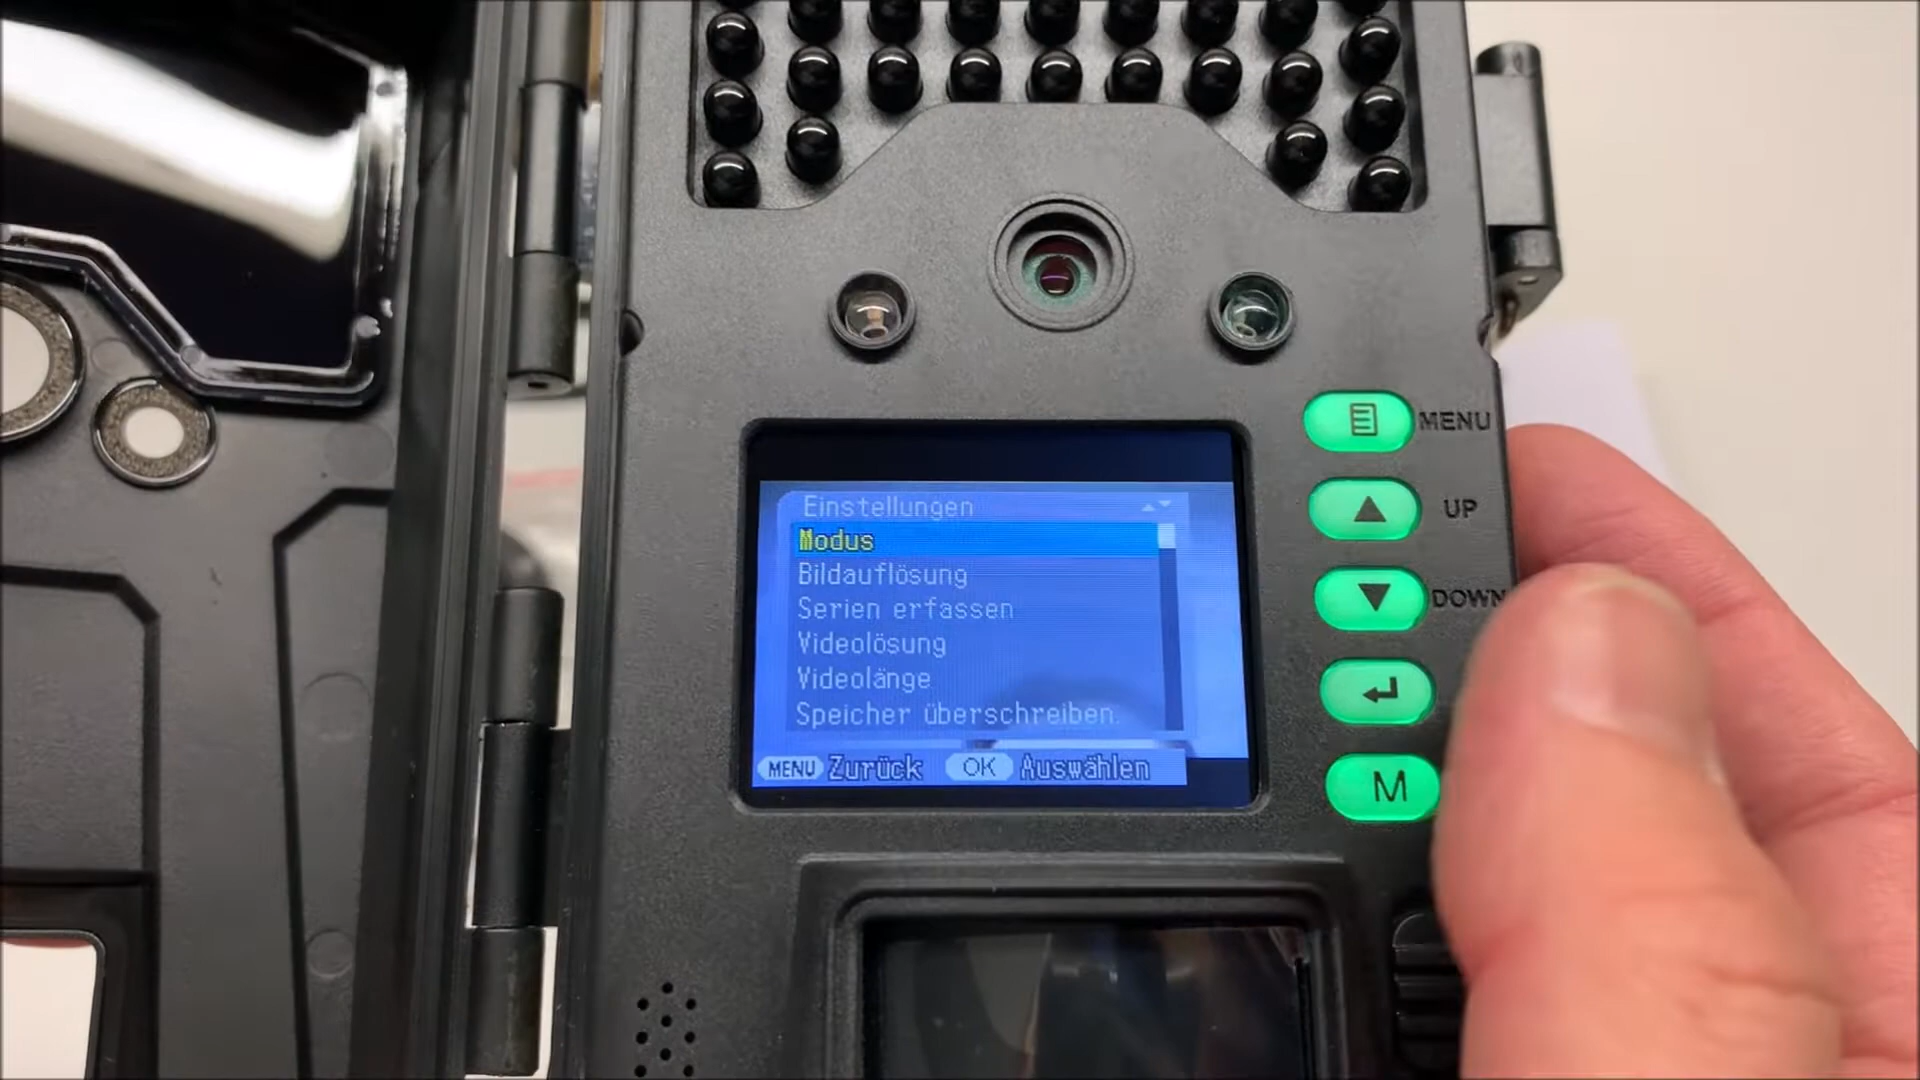 Einstellungen
Modus
Bildauflösung
Serien erfassen
Videolösung
Videolänge
Speicher überschreiben.
MENU Zurück OK Auswählen
MENU
UP
DOWN
M